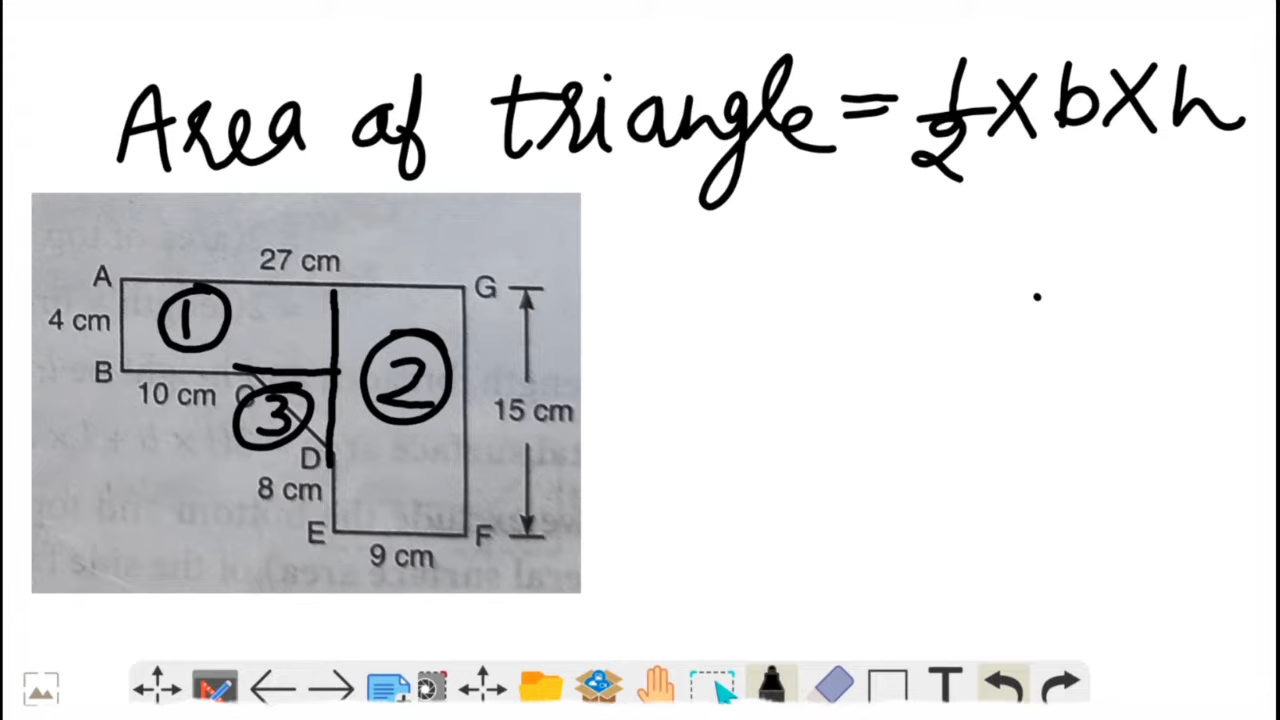 Area of triangle = 1/2 X b X h
27 cm
A
G
4 cm
1
2
B
10 cm
C
3
15 cm
D
8 cm
E
F
9 cm
T